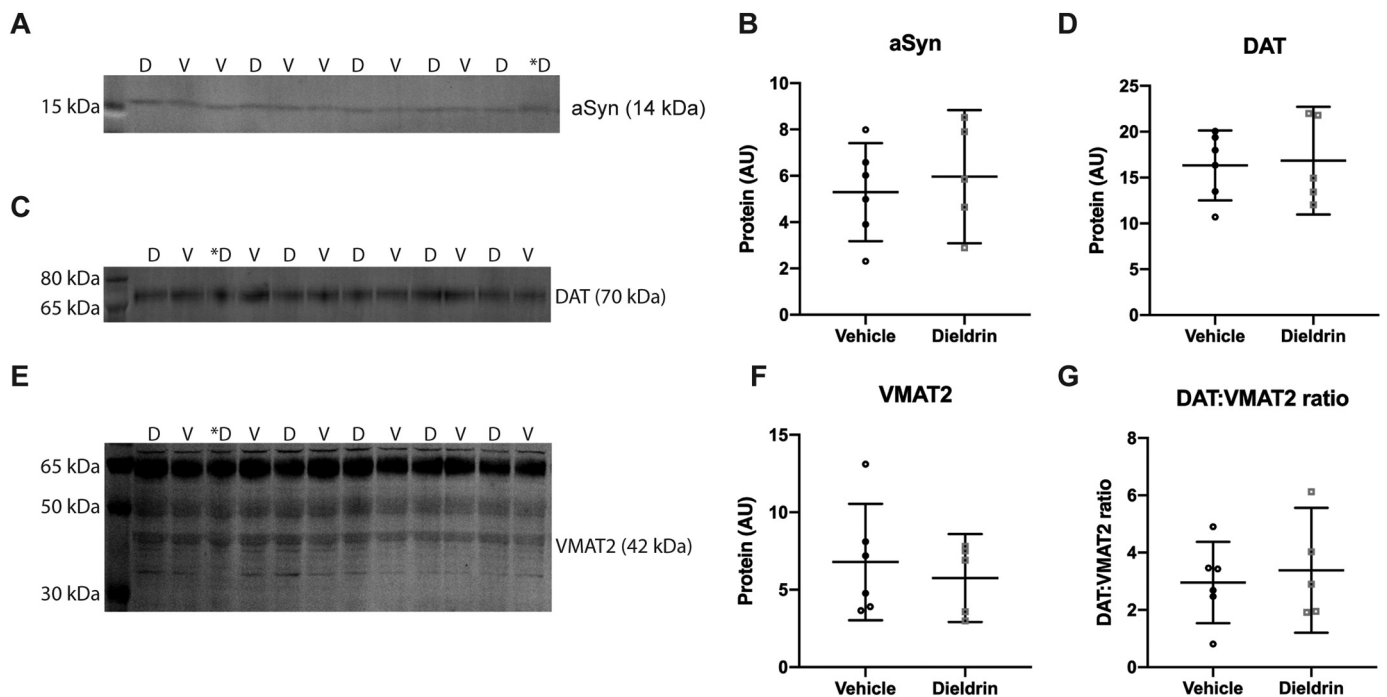 A
D V V D V V D V D V D *D
15 kDa
aSyn (14 kDa)
B
aSyn
Protein (AU)
10
8
6
4
2
0
Vehicle Dieldrin
D
DAT
Protein (AU)
25
20
15
10
5
0
Vehicle Dieldrin
C
D V *D V D V D V D V D V
80 kDa
65 kDa
DAT (70 kDa)
E
D V *D V D V D V D V D V
65 kDa
50 kDa
30 kDa
VMAT2 (42 kDa)
F
VMAT2
Protein (AU)
15
10
5
0
Vehicle Dieldrin
G
DAT:VMAT2 ratio
DAT:VMAT2 ratio
8
6
4
2
0
Vehicle Dieldrin